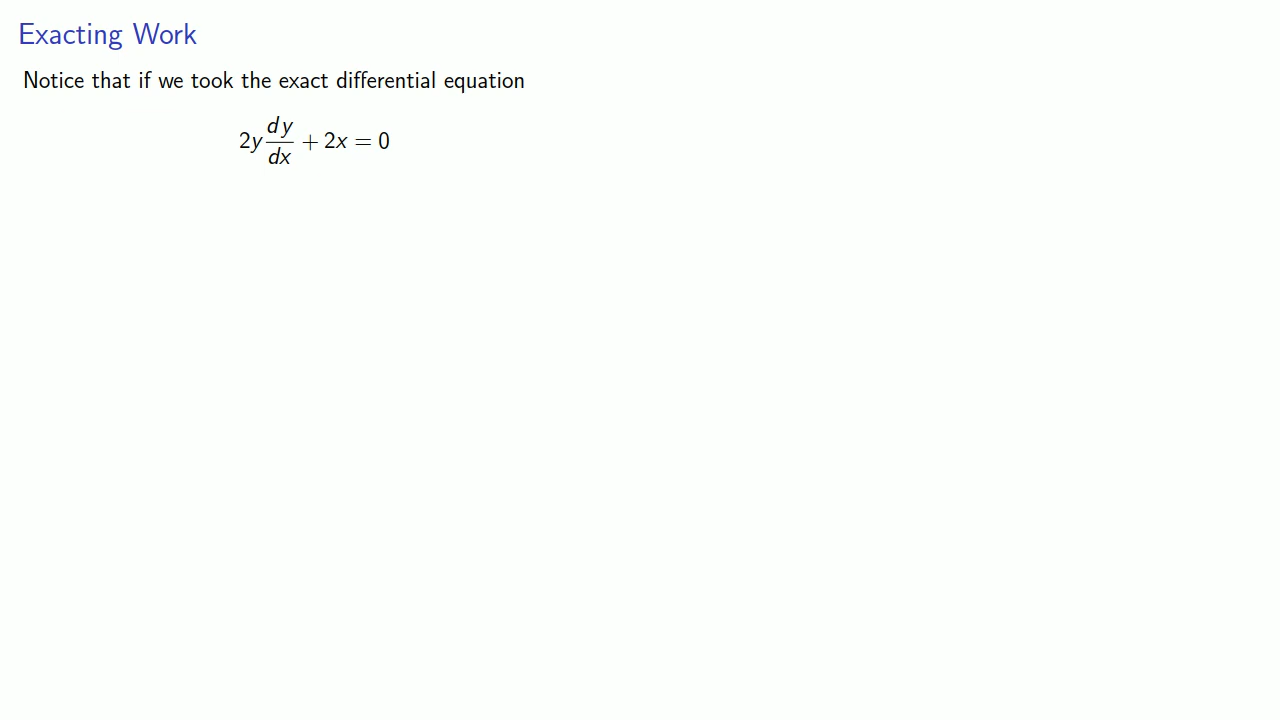 Exacting Work
Notice that if we took the exact differential equation
2y dy/dx + 2x = 0